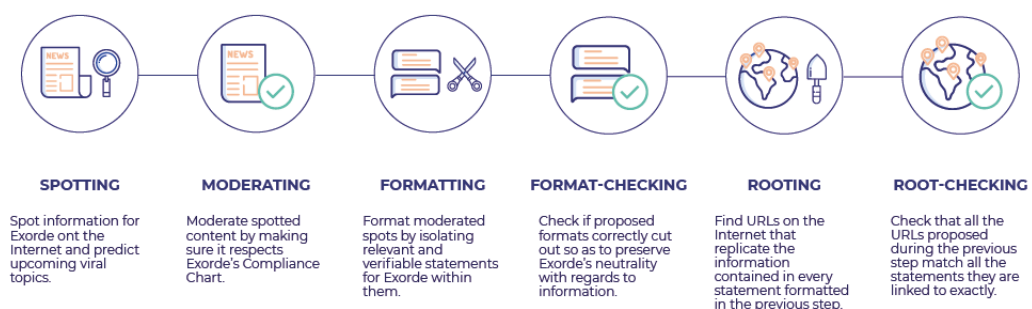 NEWS
NEWS
SPOTTING
Spot information for
Exorde ont the
Internet and predict
upcoming viral
topics.
MODERATING
Moderate spotted
content by making
sure it respects
Exorde's Compliance
Chart.
FORMATTING
Format moderated
spots by isolating
relevant and
verifiable statements
for Exorde within
them.
FORMAT-CHECKING
Check if proposed
formats correctly cut
out so as to preserve
Exorde's neutrality
with regards to
information.
ROOTING
Find URLs on the
Internet that
replicate the
information
contained in every
statement formatted
in the previous step.
ROOT-CHECKING
Check that all the
URLs proposed
during the previous
step match all the
statements they are
linked to exactly.